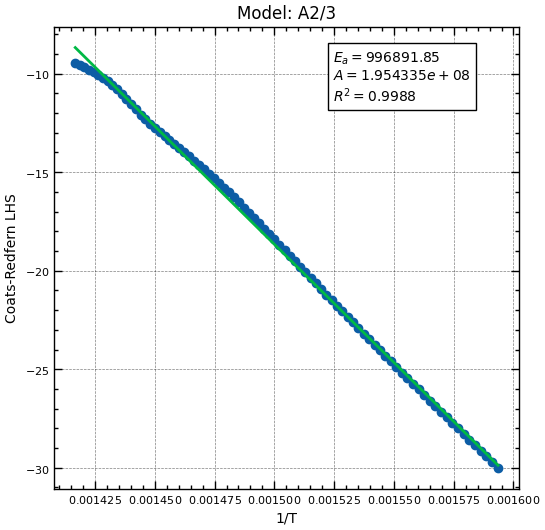 Model: A2/3
E_a = 996891.85
A = 1.954335e + 08
R² = 0.9988
Coats-Redfern LHS
−10
−15
−20
−25
−30
0.001425 0.001450 0.001475 0.001500 0.001525 0.001550 0.001575 0.001600
1/T